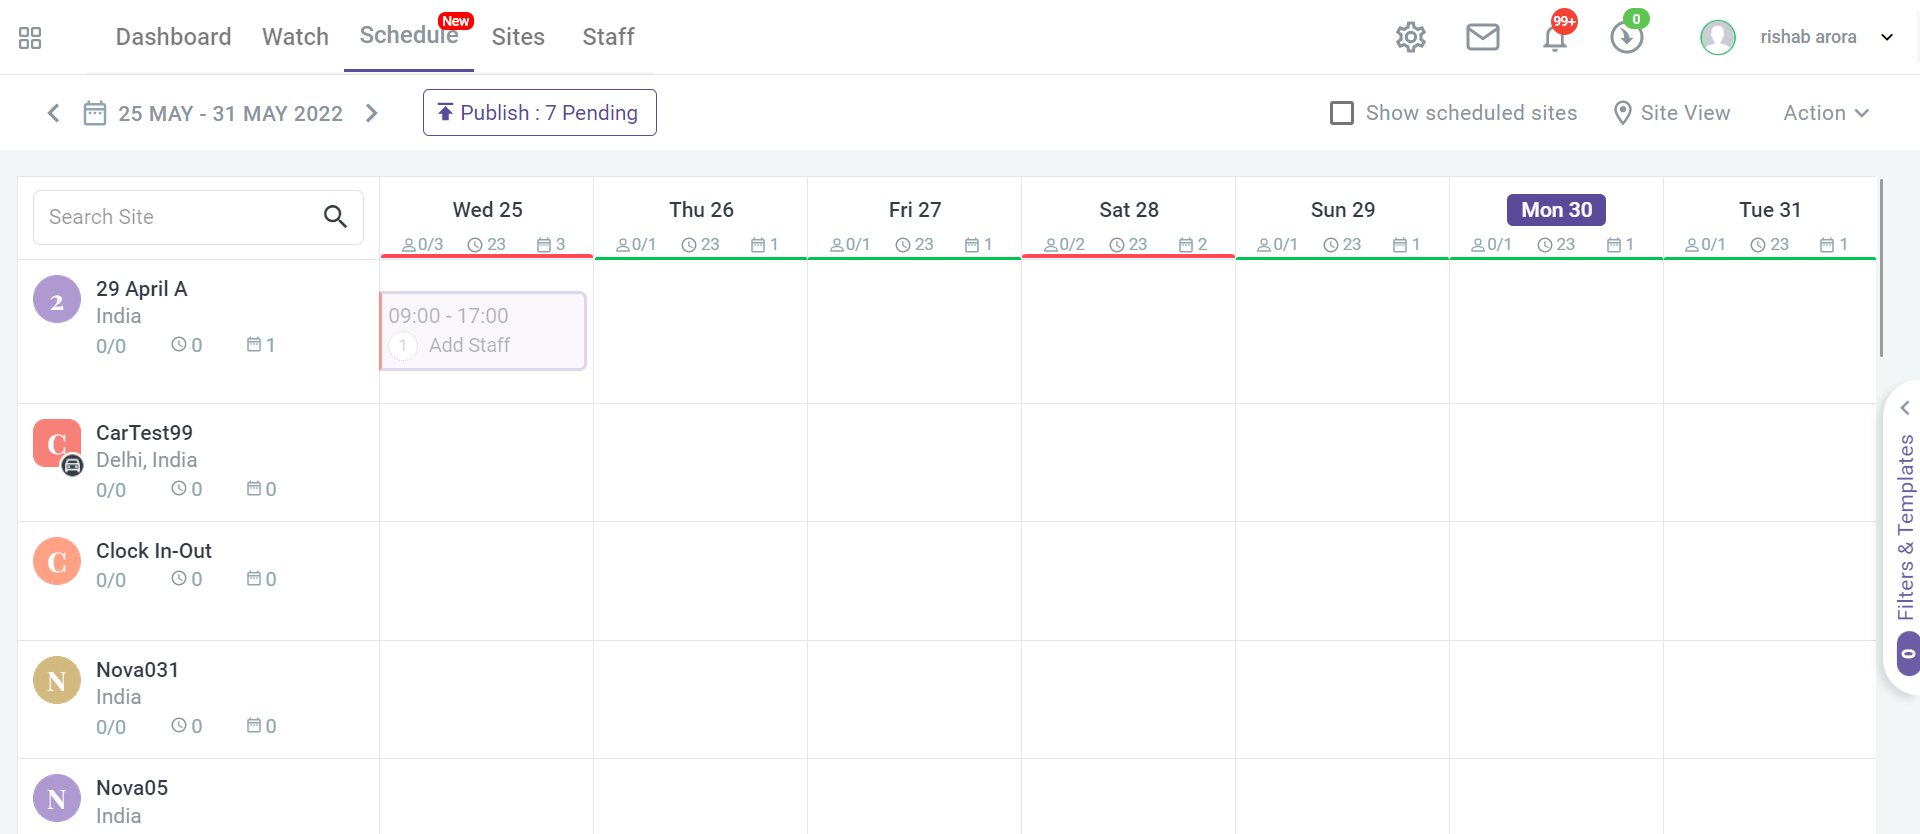 Dashboard Watch Schedule New Sites Staff 99+ 0 rishab arora
25 MAY - 31 MAY 2022 Publish : 7 Pending Show scheduled sites Site View Action
Search Site Wed 25 Thu 26 Fri 27 Sat 28 Sun 29 Mon 30 Tue 31
0/3 23 3 0/1 23 1 0/1 23 1 0/2 23 2 0/1 23 1 0/1 23 1 0/1 23 1
2 29 April A
India
0/0 0 1
09:00 - 17:00
1 Add Staff
C CarTest99
Delhi, India
0/0 0 0
C Clock In-Out
0/0 0 0
N Nova031
India
0/0 0 0
N Nova05
India
Filters & Templates
0